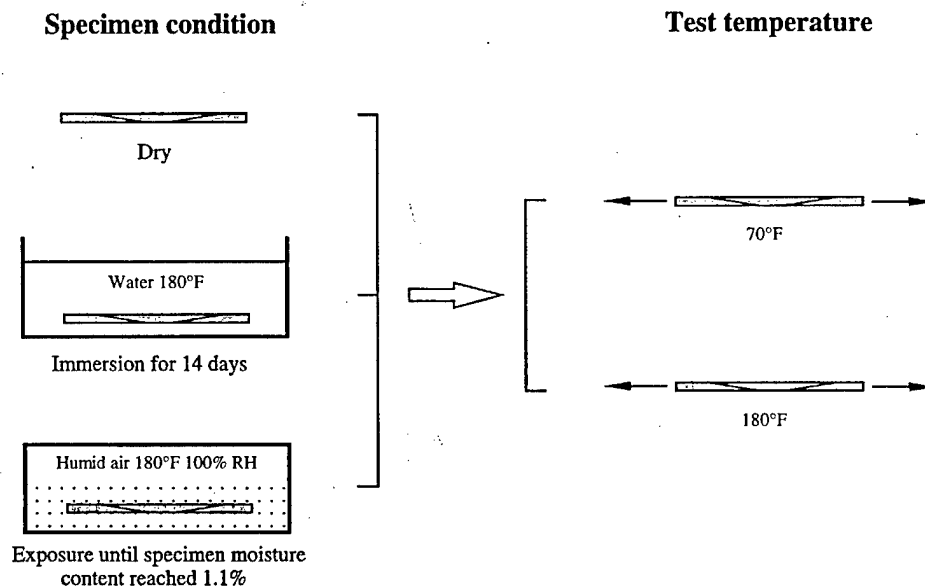 Specimen condition
Test temperature
Dry
Water 180°F
Immersion for 14 days
Humid air 180°F 100% RH
Exposure until specimen moisture
content reached 1.1%
70°F
180°F